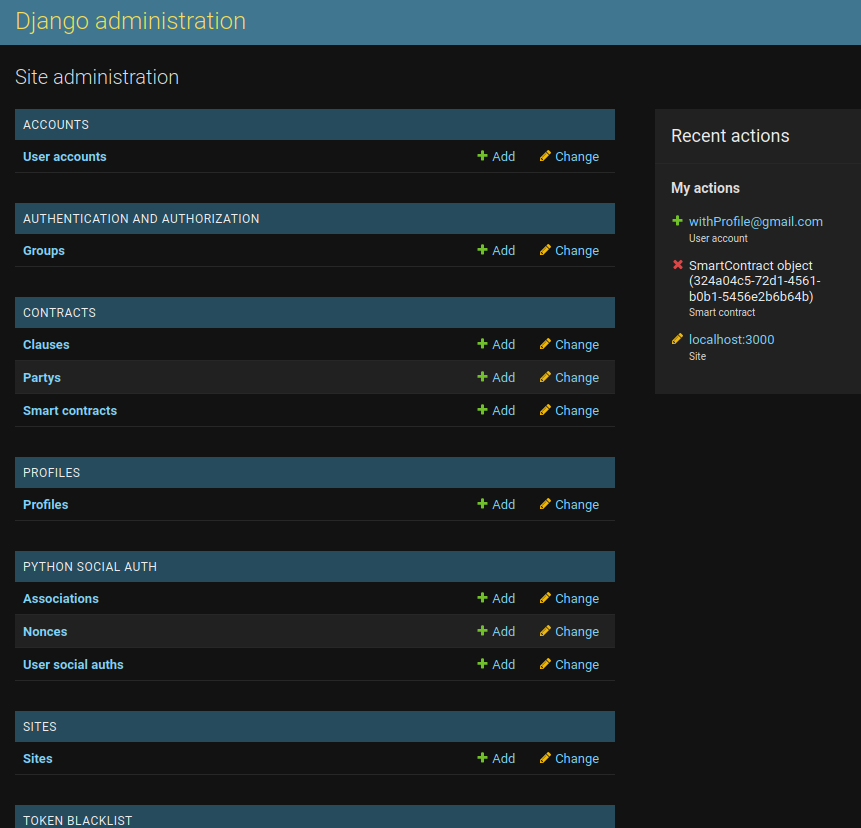 Django administration
Site administration
ACCOUNTS
User accounts Add Change
AUTHENTICATION AND AUTHORIZATION
Groups Add Change
CONTRACTS
Clauses Add Change
Partys Add Change
Smart contracts Add Change
PROFILES
Profiles Add Change
PYTHON SOCIAL AUTH
Associations Add Change
Nonces Add Change
User social auths Add Change
SITES
Sites Add Change
TOKEN BLACKLIST
Recent actions
My actions
withProfile@gmail.com
User account
SmartContract object
(324a04c5-72d1-4561-
b0b1-5456e2b6b64b)
Smart contract
localhost:3000
Site